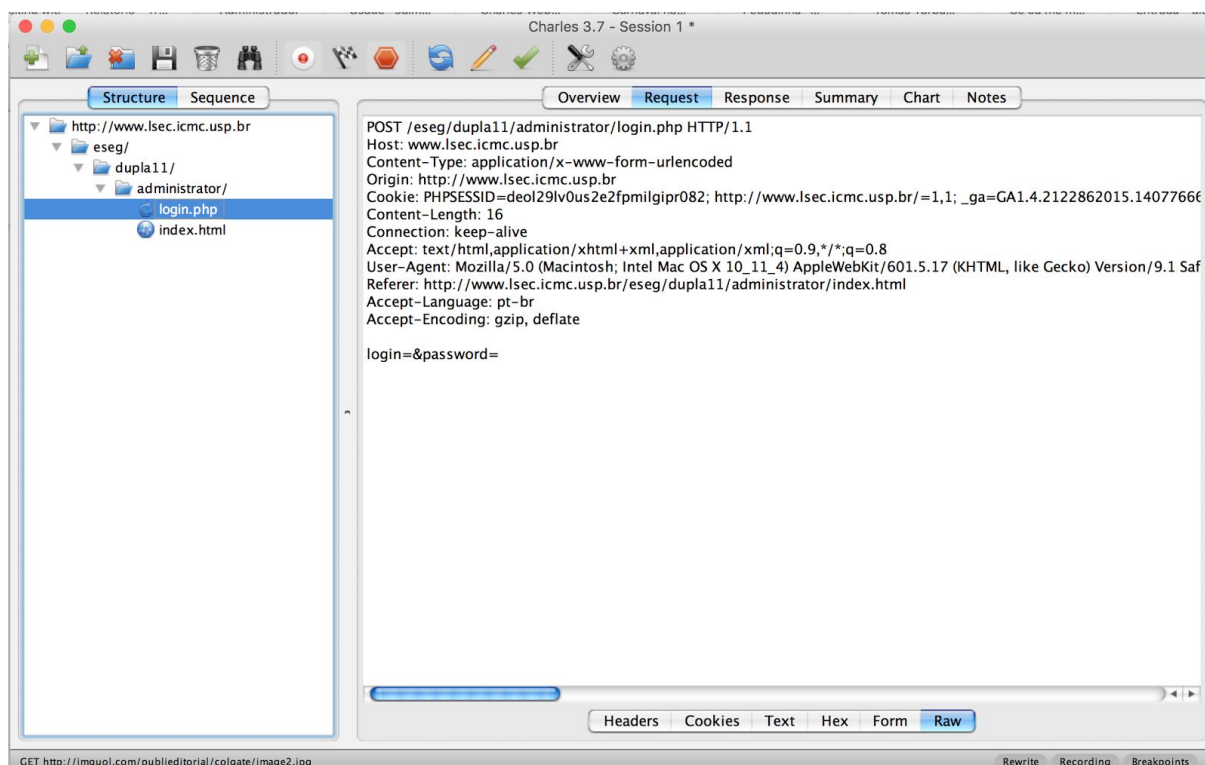 Charles 3.7 - Session 1 *
Structure Sequence
Overview Request Response Summary Chart Notes
http://www.lsec.icmc.usp.br
eseg/
dupla11/
administrator/
login.php
index.html
POST /eseg/dupla11/administrator/login.php HTTP/1.1
Host: www.lsec.icmc.usp.br
Content-Type: application/x-www-form-urlencoded
Origin: http://www.lsec.icmc.usp.br
Cookie: PHPSESSID=deol29lv0us2e2fpmilgipr082; http://www.lsec.icmc.usp.br/=1,1; _ga=GA1.4.2122862015.14077666
Content-Length: 16
Connection: keep-alive
Accept: text/html,application/xhtml+xml,application/xml;q=0.9,*/*;q=0.8
User-Agent: Mozilla/5.0 (Macintosh; Intel Mac OS X 10_11_4) AppleWebKit/601.5.17 (KHTML, like Gecko) Version/9.1 Saf
Referer: http://www.lsec.icmc.usp.br/eseg/dupla11/administrator/index.html
Accept-Language: pt-br
Accept-Encoding: gzip, deflate
login=&password=
Headers Cookies Text Hex Form Raw
GET http://imguol.com/publieditorial/colgate/image2.jpg
Rewrite Recording Breakpoints